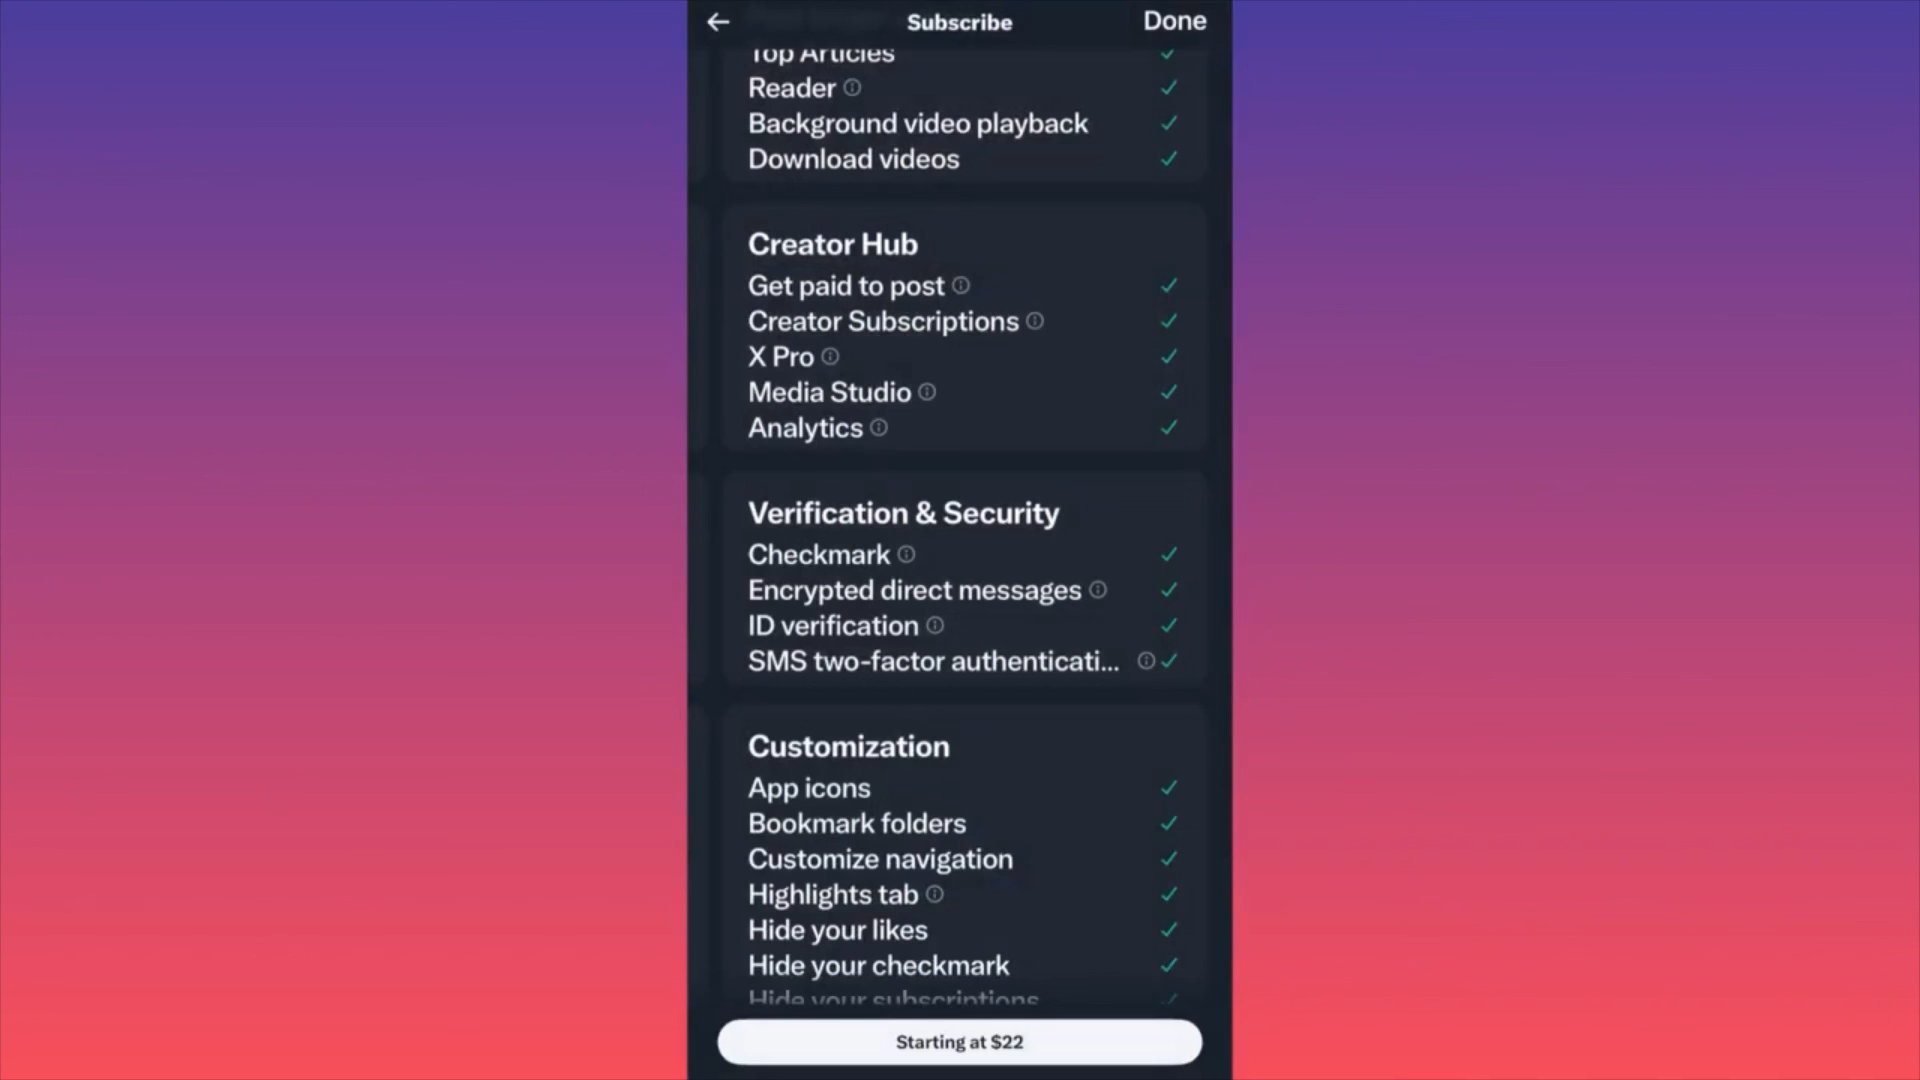 Subscribe
Done
Top Articles
Reader
Background video playback
Download videos
Creator Hub
Get paid to post
Creator Subscriptions
X Pro
Media Studio
Analytics
Verification & Security
Checkmark
Encrypted direct messages
ID verification
SMS two-factor authenticati...
Customization
App icons
Bookmark folders
Customize navigation
Highlights tab
Hide your likes
Hide your checkmark
Hide your subscriptions
Starting at $22